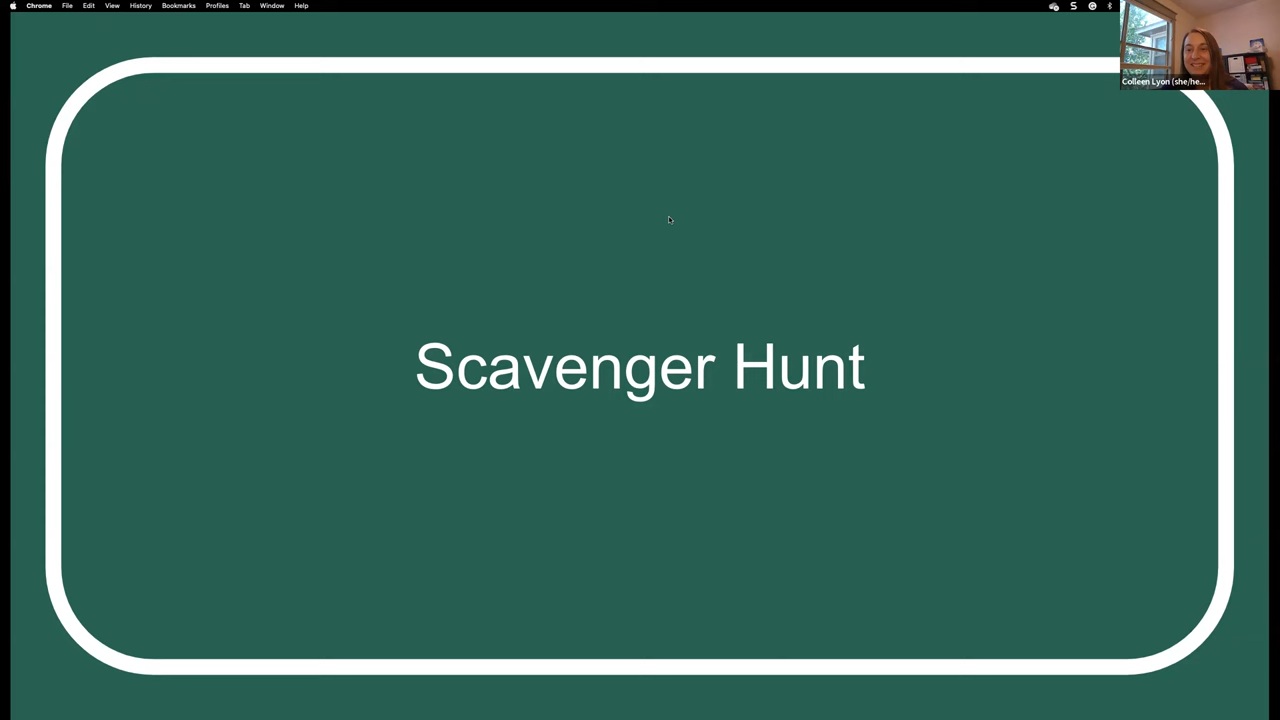 Chrome File Edit View History Bookmarks Profiles Tab Window Help
Colleen Lyon (she/he...
Scavenger Hunt